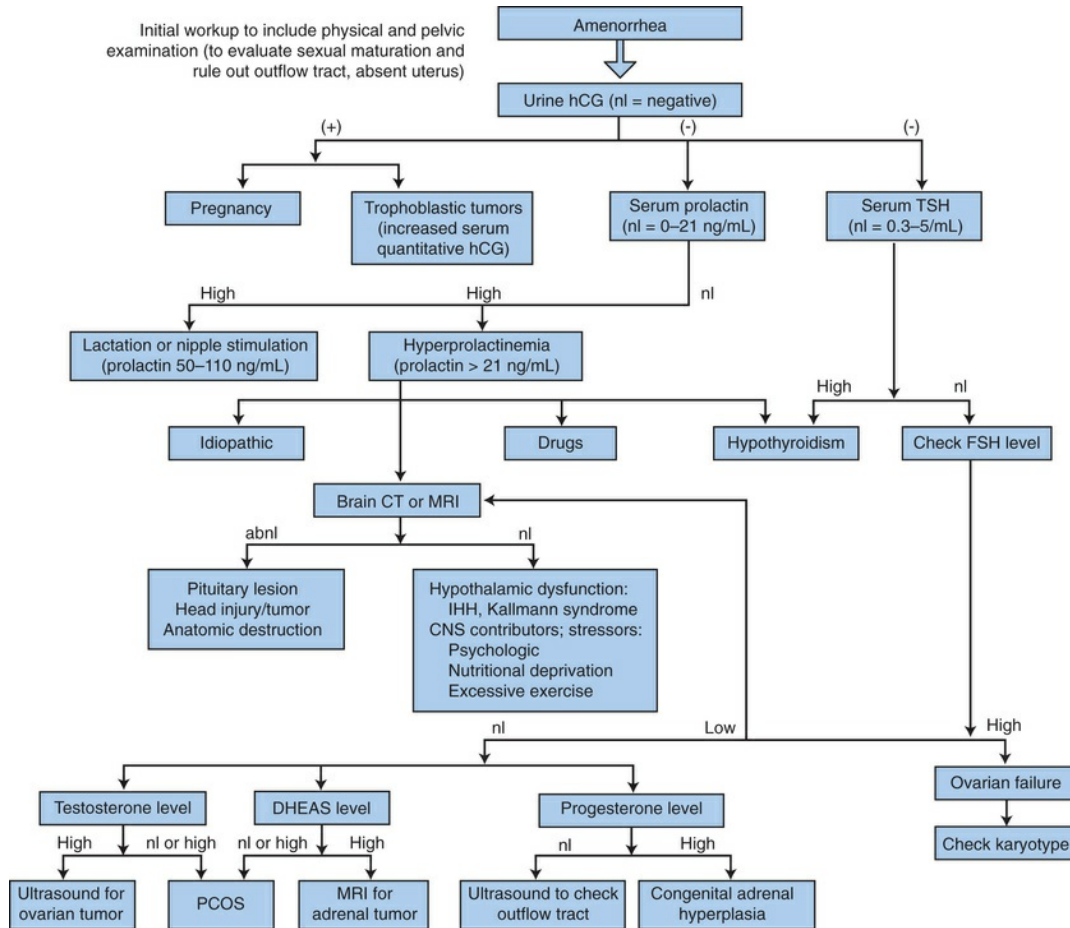 Initial workup to include physical and pelvic
examination (to evaluate sexual maturation and
rule out outflow tract, absent uterus)
Amenorrhea
Urine hCG (nl = negative)
(+)
(-)
(-)
Pregnancy
Trophoblastic tumors
(increased serum
quantitative hCG)
Serum prolactin
(nl = 0–21 ng/mL)
Serum TSH
(nl = 0.3–5/mL)
High
High
nl
Lactation or nipple stimulation
(prolactin 50–110 ng/mL)
Hyperprolactinemia
(prolactin > 21 ng/mL)
High
nl
Idiopathic
Drugs
Hypothyroidism
Check FSH level
Brain CT or MRI
abnl
nl
Pituitary lesion
Head injury/tumor
Anatomic destruction
Hypothalamic dysfunction:
IHH, Kallmann syndrome
CNS contributors; stressors:
Psychologic
Nutritional deprivation
Excessive exercise
nl
Low
High
Testosterone level
DHEAS level
Progesterone level
Ovarian failure
High
nl or high
nl or high
High
nl
High
Check karyotype
Ultrasound for
ovarian tumor
PCOS
MRI for
adrenal tumor
Ultrasound to check
outflow tract
Congenital adrenal
hyperplasia